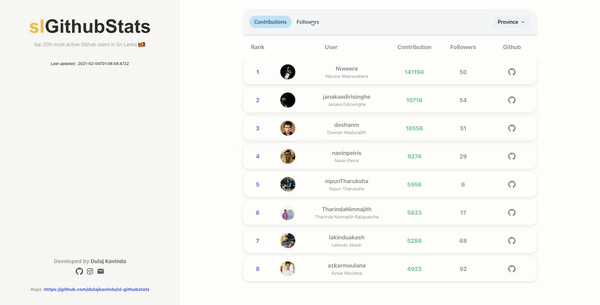 slGithubStats
top 200 most active Github users in Sri Lanka
Last updated : 2021-02-04T01:06:59.472Z
Developed by Dulaj Kavinda
Repo https://github.com/dulajkavinda/sl-githubstats
Contributions Followers Province
Rank User Contribution Followers Github
1 Niweera 141194 50
Nipuna Weerasekara
2 janakaedirisinghe 10716 54
Janaka Edirisinghe
3 deshanm 10556 51
Deshan Madurajith
4 navinpeiris 9274 29
Navin Peiris
5 nipunTharuksha 5956 6
Nipun Tharuksha
6 TharindaNimnajith 5633 17
Tharinda Nimnajith Rajapaksha
7 lakinduakash 5288 68
Lakindu Akash
8 azkarmoulana 4923 92
Azkar Moulana